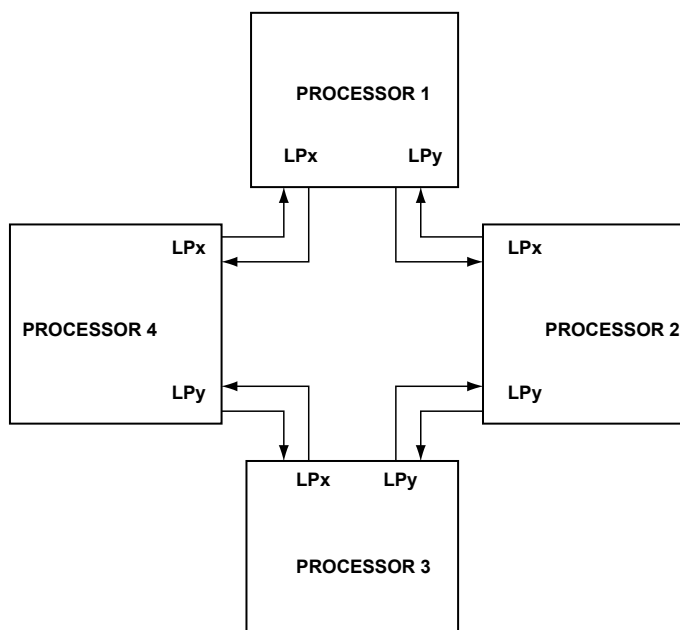 PROCESSOR 1
LPx LPy
LPx
LPx
PROCESSOR 4
PROCESSOR 2
LPy
LPy
LPx LPy
PROCESSOR 3